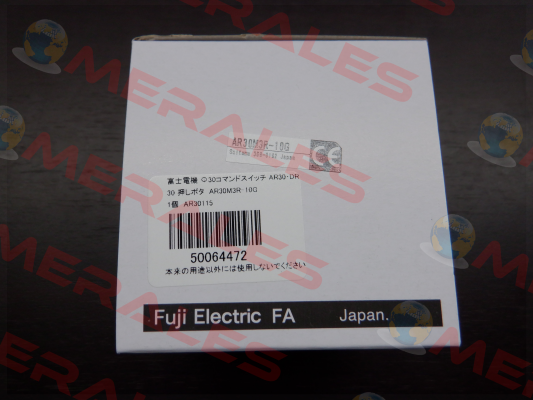 MERALES
AR30M3R-10G
CE
富士電機 Φ30コマンドスイッチ AR30・DR
30 押しボタ AR30M3R 10G
1個 AR30115
50064472
本来の用途以外には使用しないでください
Fuji Electric FA Japan.